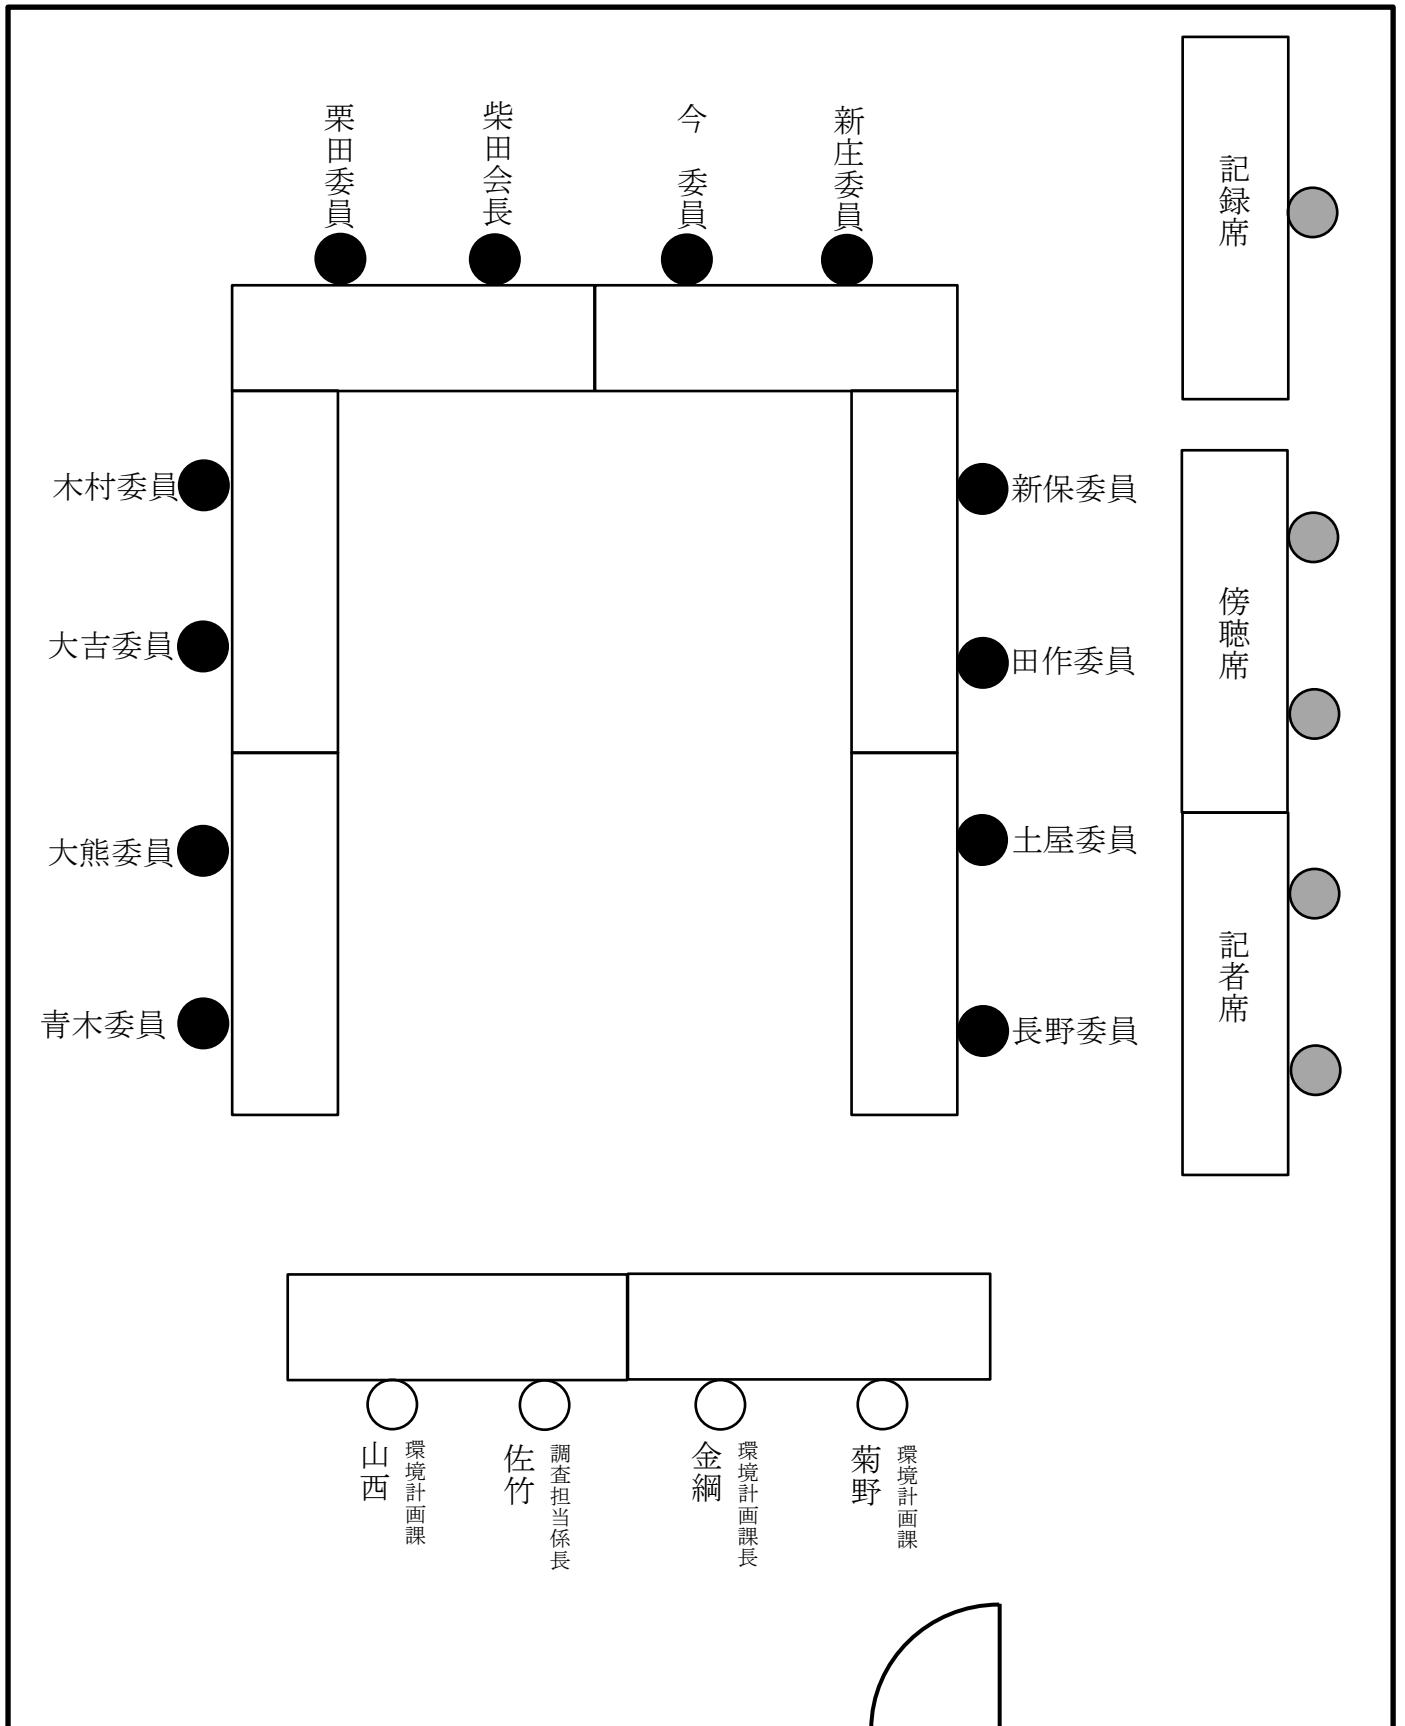 栗田委員
柴田会長
今 委員
新庄委員
記録席
木村委員
新保委員
大吉委員
田作委員
傍聴席
大熊委員
土屋委員
記者席
青木委員
長野委員
環境計画課
山西
調査担当係長
佐竹
環境計画課長
金綱
環境計画課
菊野